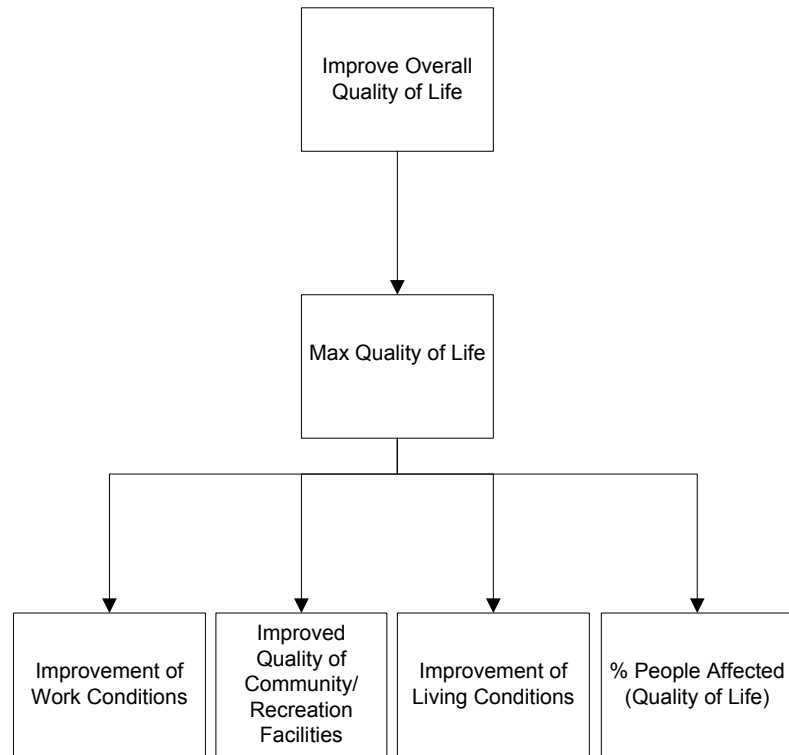 Improve Overall
Quality of Life
Max Quality of Life
Improvement of
Work Conditions
Improved
Quality of
Community/
Recreation
Facilities
Improvement of
Living Conditions
% People Affected
(Quality of Life)